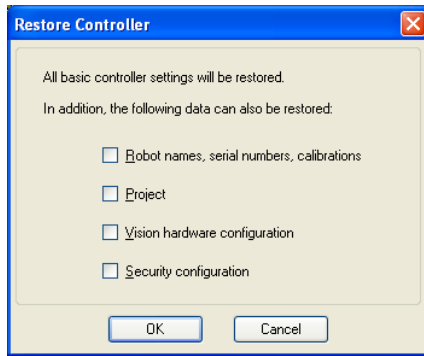 Restore Controller
All basic controller settings will be restored.
In addition, the following data can also be restored:
Robot names, serial numbers, calibrations
Project
Vision hardware configuration
Security configuration
OK
Cancel